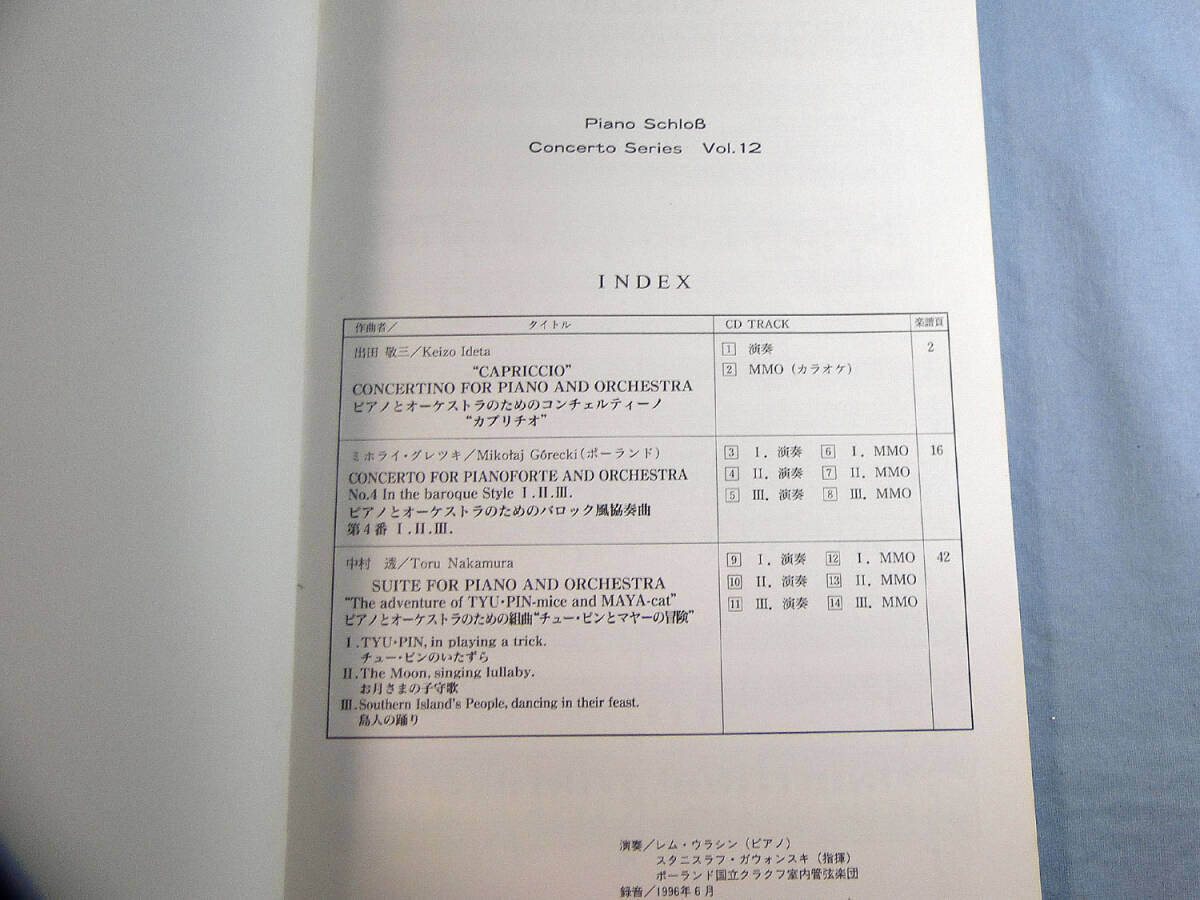 Piano Schloß
Concerto Series Vol.12
INDEX
作曲者/ タイトル CD TRACK 楽譜頁
出田 敬三/Keizo Ideta 1 演奏 2
2 MMO (カラオケ)
"CAPRICCIO"
CONCERTINO FOR PIANO AND ORCHESTRA
ピアノとオーケストラのためのコンチェルティーノ
"カプリチオ"
ミホライ・グレツキ/Mikołaj Górecki(ポーランド) 3 I. 演奏 6 I. MMO 16
CONCERTO FOR PIANOFORTE AND ORCHESTRA 4 II. 演奏 7 II. MMO
No.4 In the baroque Style I.II.III. 5 III. 演奏 8 III. MMO
ピアノとオーケストラのためのバロック風協奏曲
第4番 I.II.III.
中村 透/Toru Nakamura 9 I. 演奏 12 I. MMO 42
SUITE FOR PIANO AND ORCHESTRA 10 II. 演奏 13 II. MMO
"The adventure of TYU・PIN-mice and MAYA-cat" 11 III. 演奏 14 III. MMO
ピアノとオーケストラのための組曲"チュー・ピンとマヤーの冒険"
I.TYU・PIN, in playing a trick.
チュー・ピンのいたずら
II.The Moon, singing lullaby.
お月さまの子守歌
III.Southern Island's People, dancing in their feast.
島人の踊り
演奏/レム・ウラシン(ピアノ)
スタニスラフ・ガウォンスキ(指揮)
ポーランド国立クラクフ室内管弦楽団
録音/1996年6月